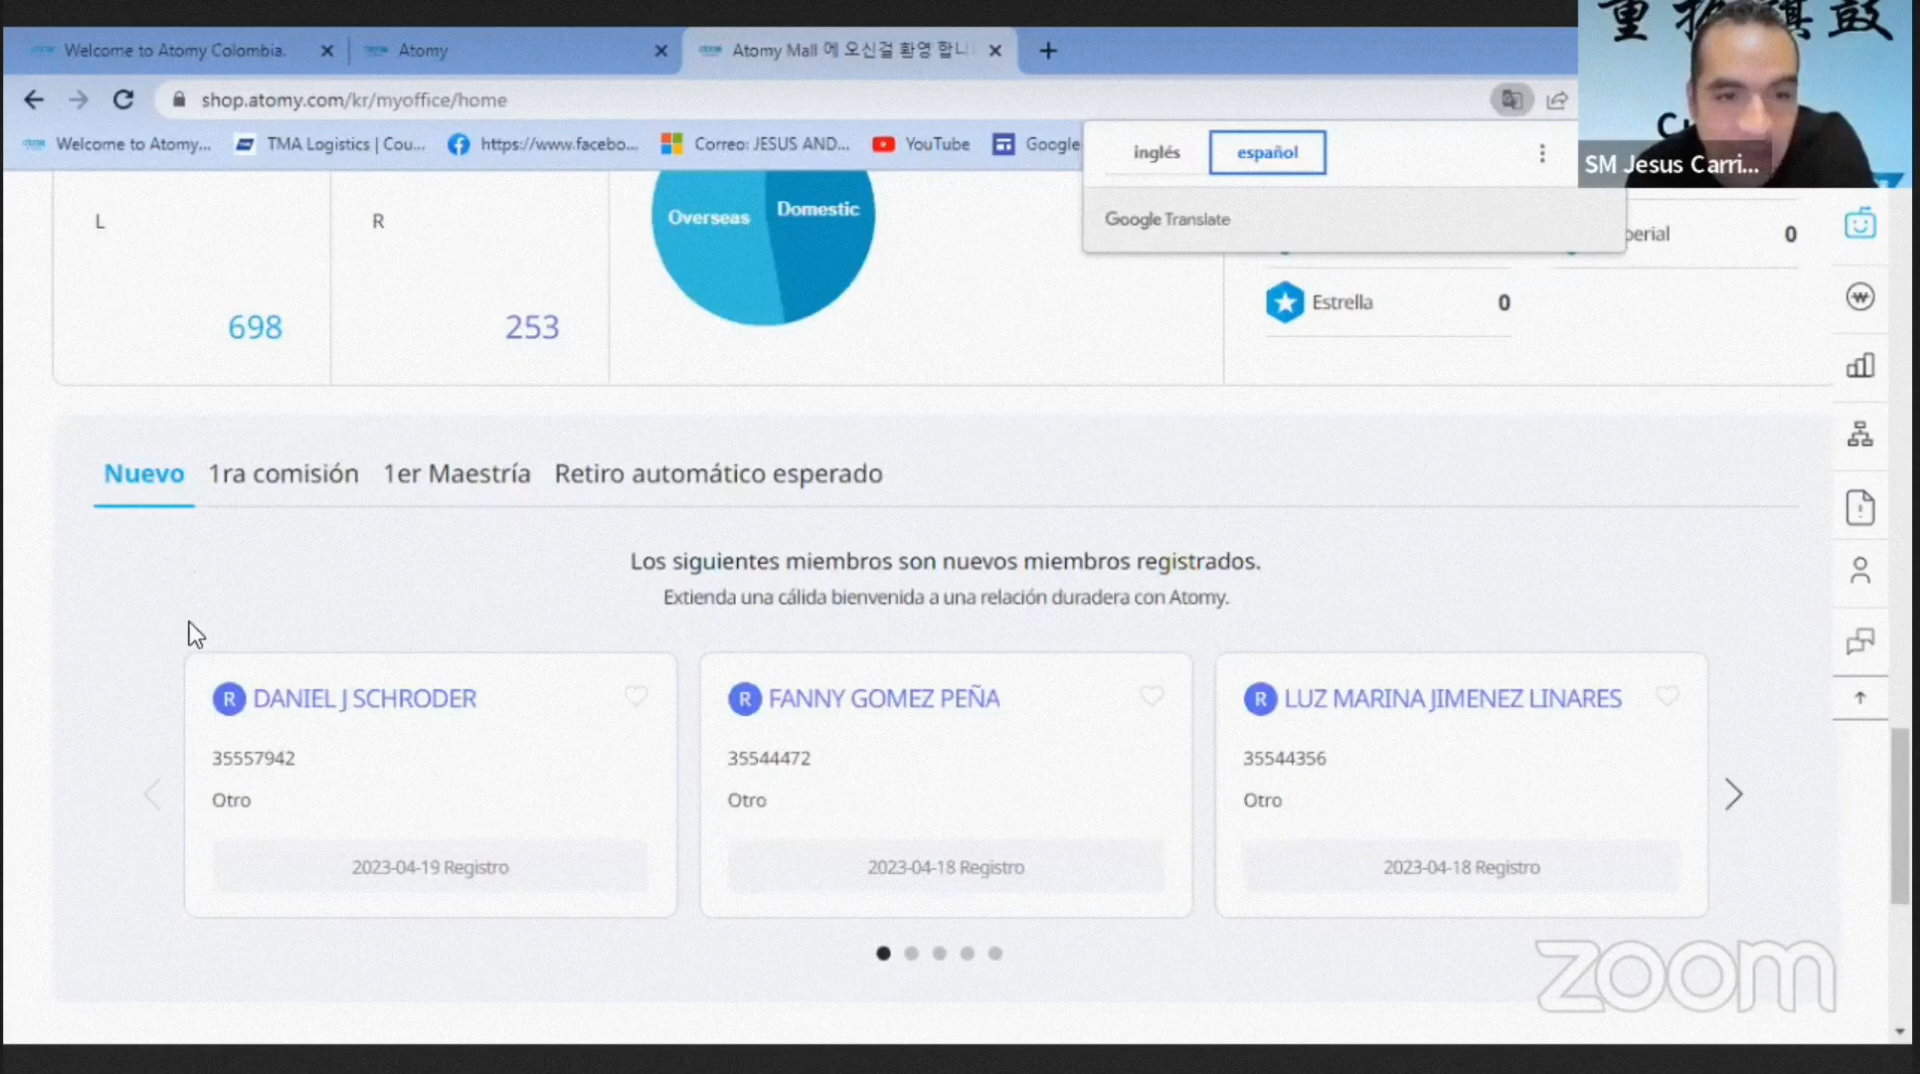 重振旗鼓
Welcome to Atomy Colombia.
Atomy
Atomy Mall 에 오신걸 환영 합니
shop.atomy.com/kr/myoffice/home
Welcome to Atomy...
TMA Logistics | Cou...
https://www.facebo...
Correo: JESUS AND...
YouTube
Google
inglés
español
Google Translate
SM Jesus Carri...
L
R
Overseas
Domestic
perial
0
698
253
Estrella
0
Nuevo
1ra comisión
1er Maestría
Retiro automático esperado
Los siguientes miembros son nuevos miembros registrados.
Extienda una cálida bienvenida a una relación duradera con Atomy.
R DANIEL J SCHRODER
35557942
Otro
2023-04-19 Registro
R FANNY GOMEZ PEÑA
35544472
Otro
2023-04-18 Registro
R LUZ MARINA JIMENEZ LINARES
35544356
Otro
2023-04-18 Registro
zoom